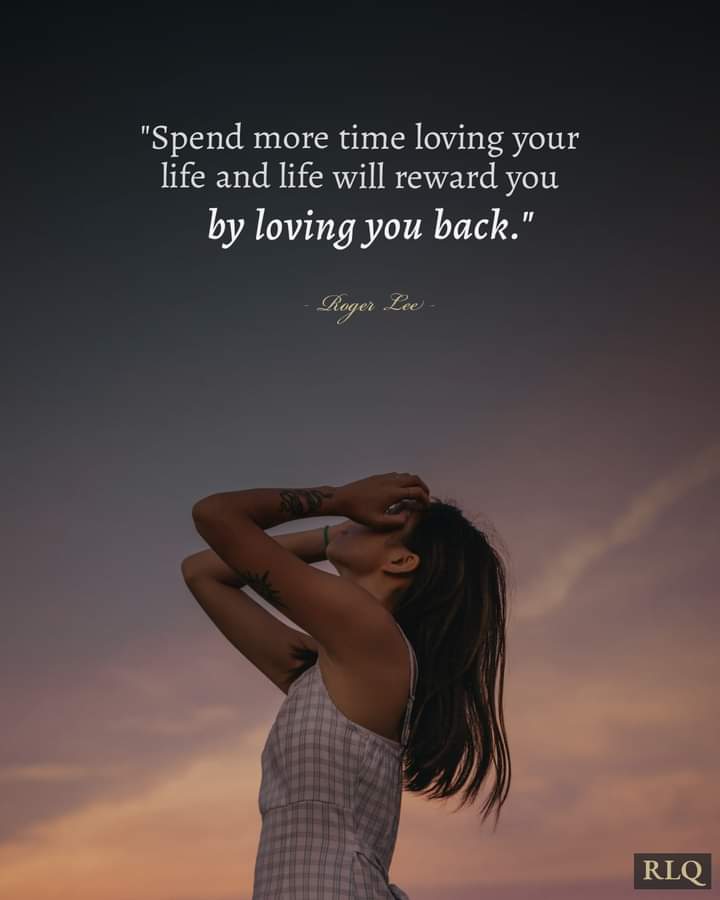 "Spend more time loving your
life and life will reward you
by loving you back."
- Roger Lee -
RLQ